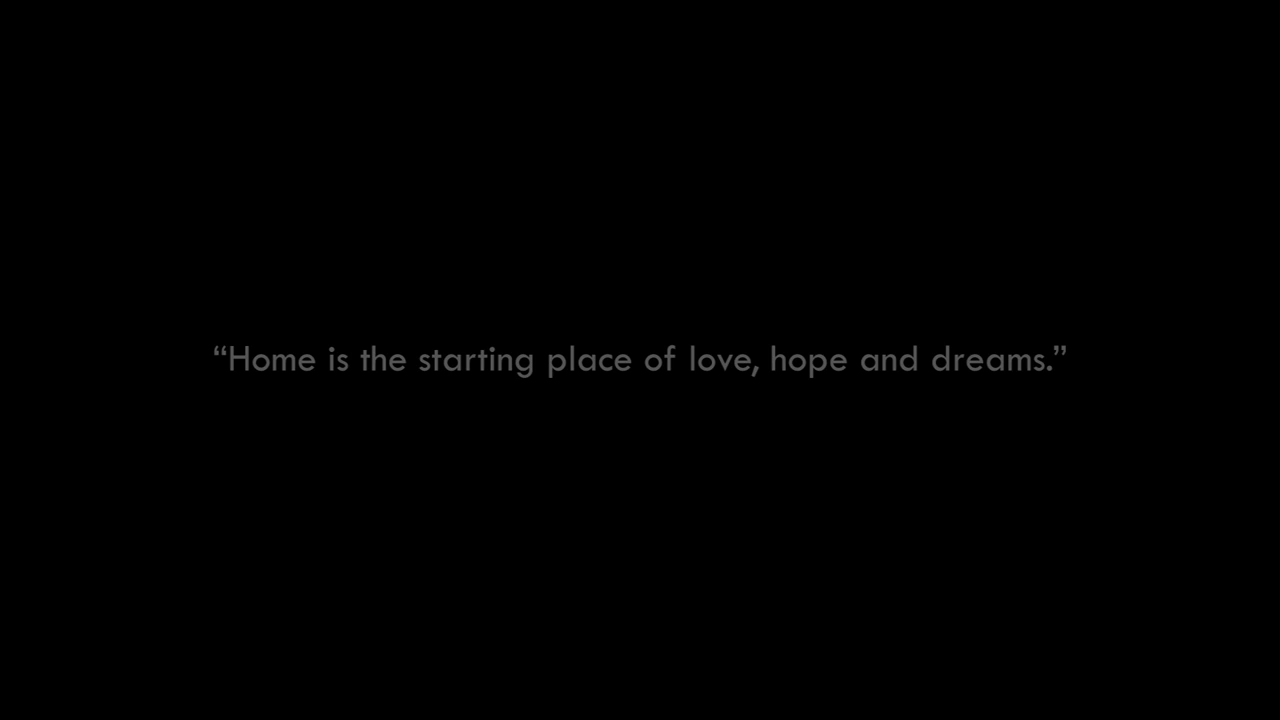 “Home is the starting place of love, hope and dreams.”